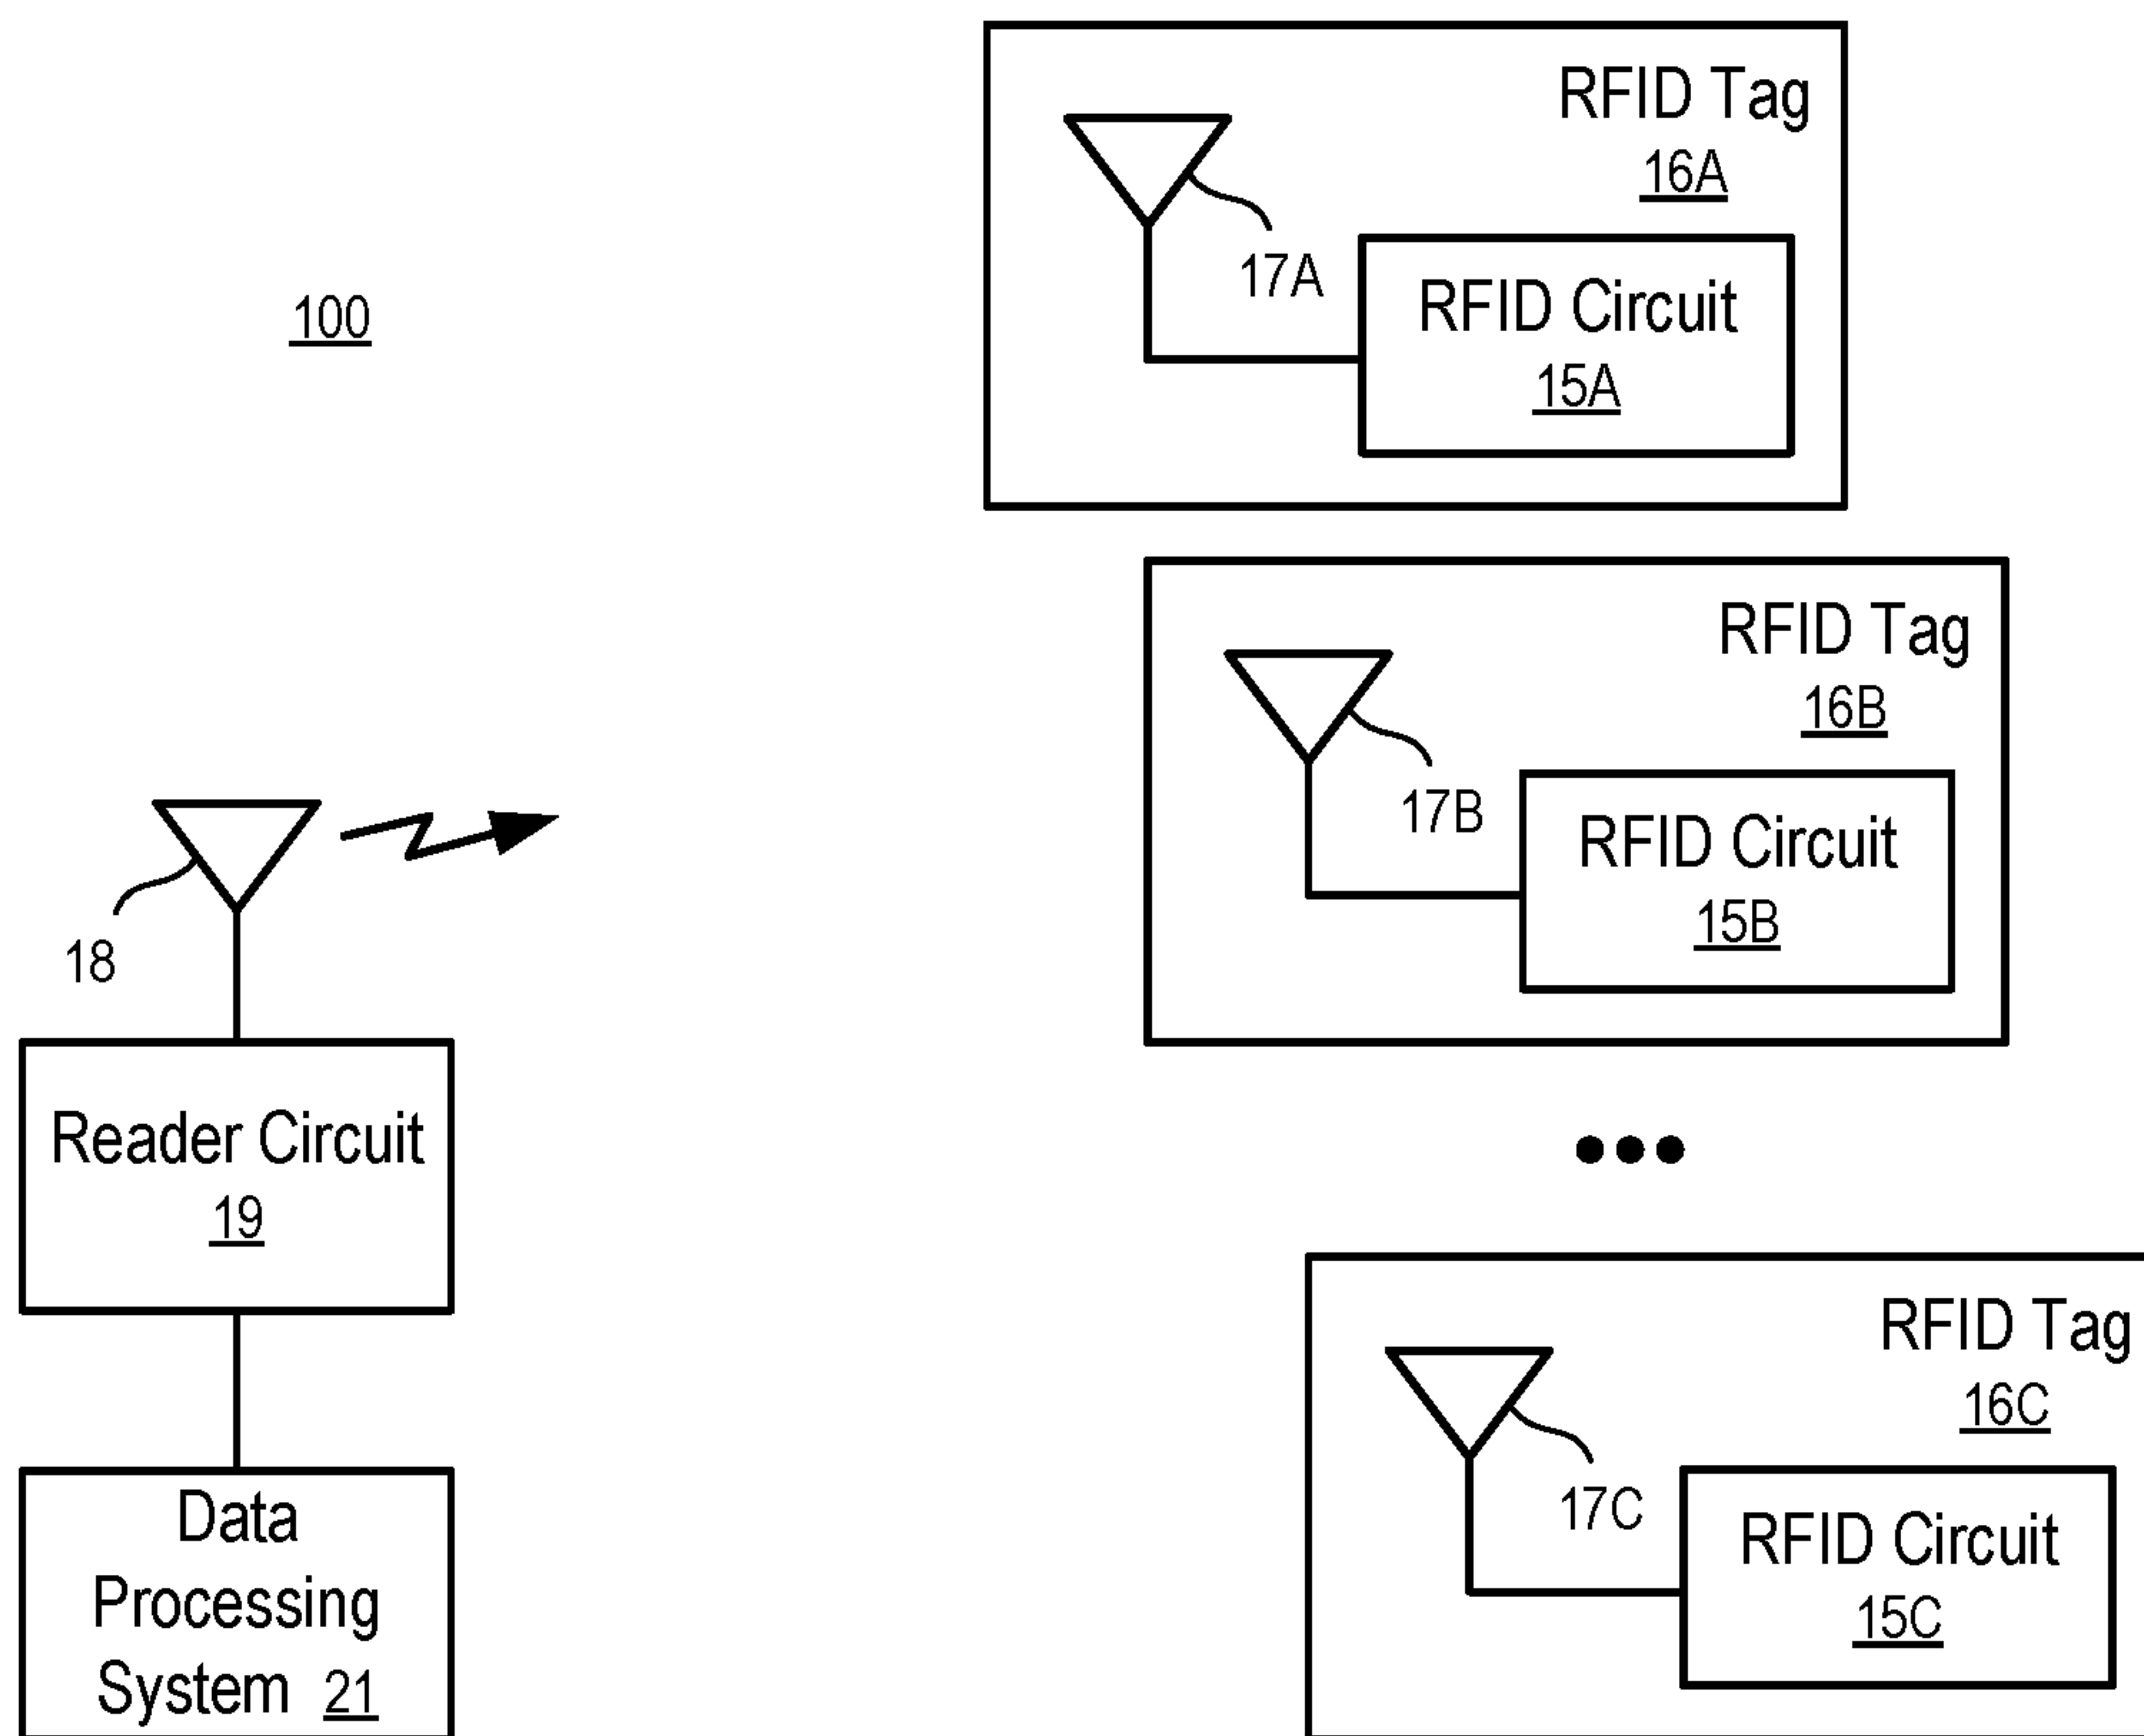 100
RFID Tag
16A
17A
RFID Circuit
15A
RFID Tag
16B
17B
RFID Circuit
15B
18
Reader Circuit
19
Data
Processing
System 21
RFID Tag
16C
17C
RFID Circuit
15C